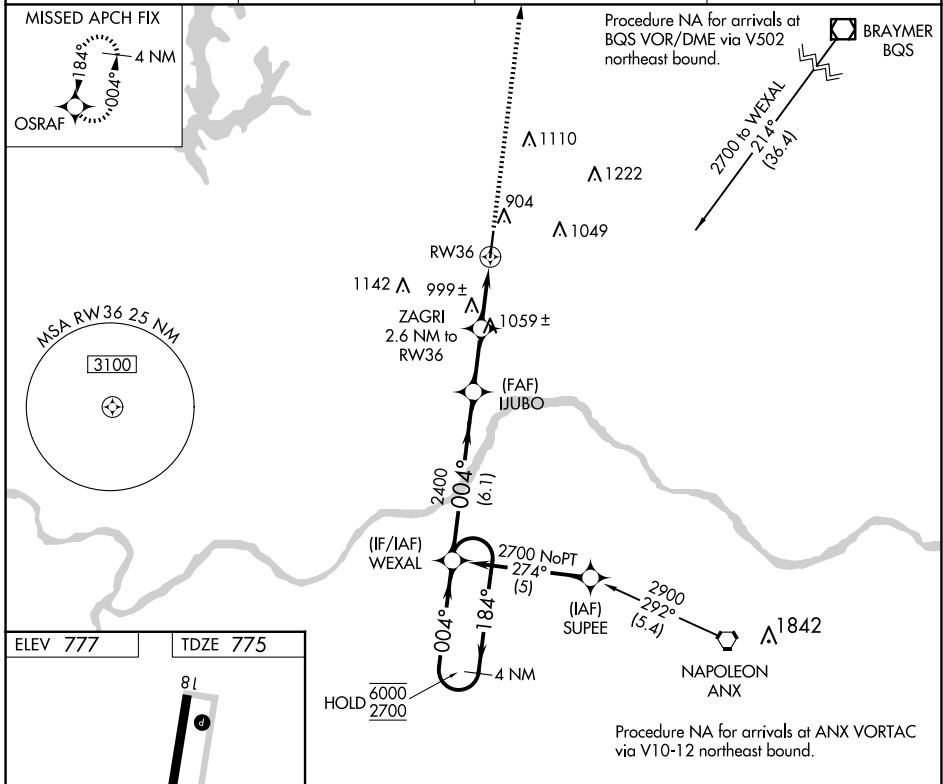 MISSED APCH FIX
184°
004°
4 NM
OSRAF
Procedure NA for arrivals at
BQS VOR/DME via V502
northeast bound.
BRAYMER
BQS
2700 to WEXAL
214°
(36.4)
1110
1222
904
1049
RW36
1142
999±
ZAGRI
2.6 NM to
RW36
1059±
MSA RW36 25 NM
3100
(FAF)
IJUBO
2400
004°
(6.1)
(IF/IAF)
WEXAL
2700 NoPT
274°
(5)
(IAF)
SUPEE
2900
292°
(5.4)
1842
NAPOLEON
ANX
004°
184°
4 NM
HOLD 6000
2700
Procedure NA for arrivals at ANX VORTAC
via V10-12 northeast bound.
ELEV 777
TDZE 775
18
P